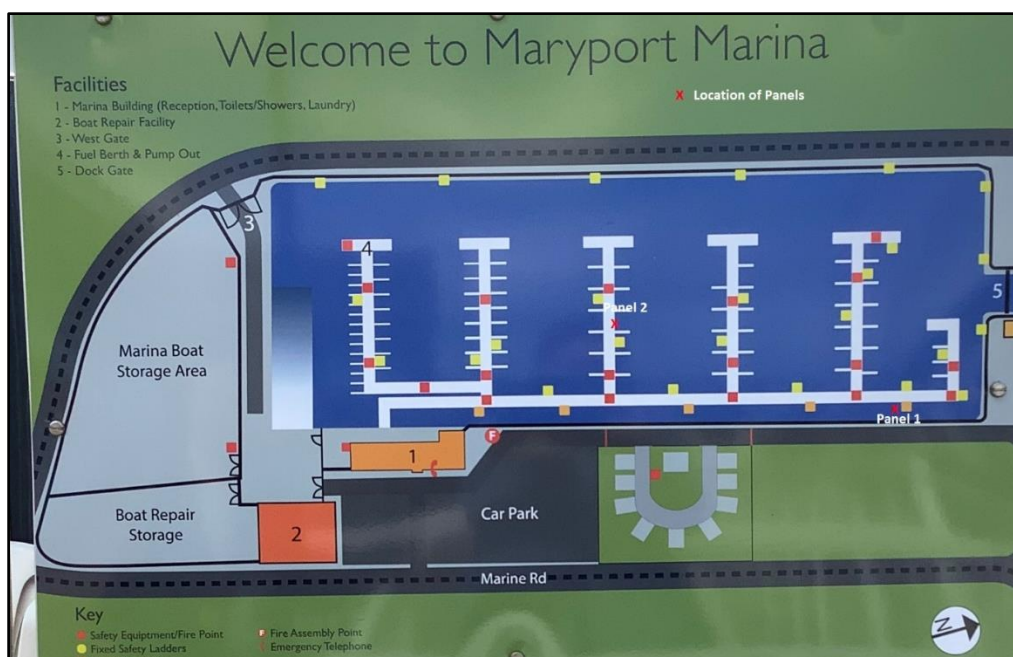 Welcome to Maryport Marina
Facilities
1 - Marina Building (Reception, Toilets/Showers, Laundry)
2 - Boat Repair Facility
3 - West Gate
4 - Fuel Berth & Pump Out
5 - Dock Gate
X Location of Panels
3
4
5
Panel 2
Marina Boat
Storage Area
Panel 1
F
1
Boat Repair
Storage
2
Car Park
Marine Rd
Key
Safety Equiptment/Fire Point
Fixed Safety Ladders
F Fire Assembly Point
Emergency Telephone
N